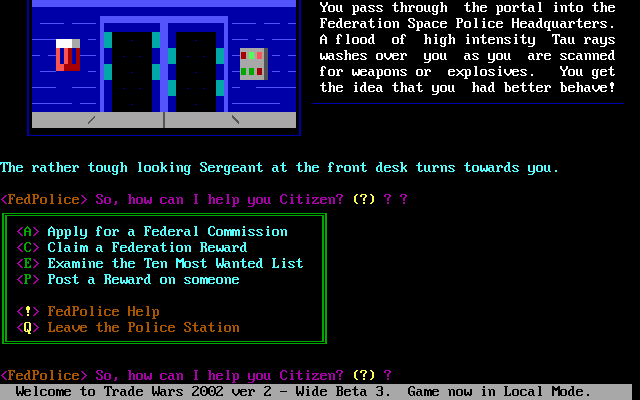 You pass through the portal into the
Federation Space Police Headquarters.
A flood of high intensity Tau rays
washes over you as you are scanned
for weapons or explosives. You get
the idea that you had better behave!
The rather tough looking Sergeant at the front desk turns towards you.
<FedPolice> So, how can I help you Citizen? (?) ? ?
<A> Apply for a Federal Commission
<C> Claim a Federation Reward
<E> Examine the Ten Most Wanted List
<P> Post a Reward on someone
<!> FedPolice Help
<Q> Leave the Police Station
<FedPolice> So, how can I help you Citizen? (?) ?
Welcome to Trade Wars 2002 ver 2 - Wide Beta 3. Game now in Local Mode.